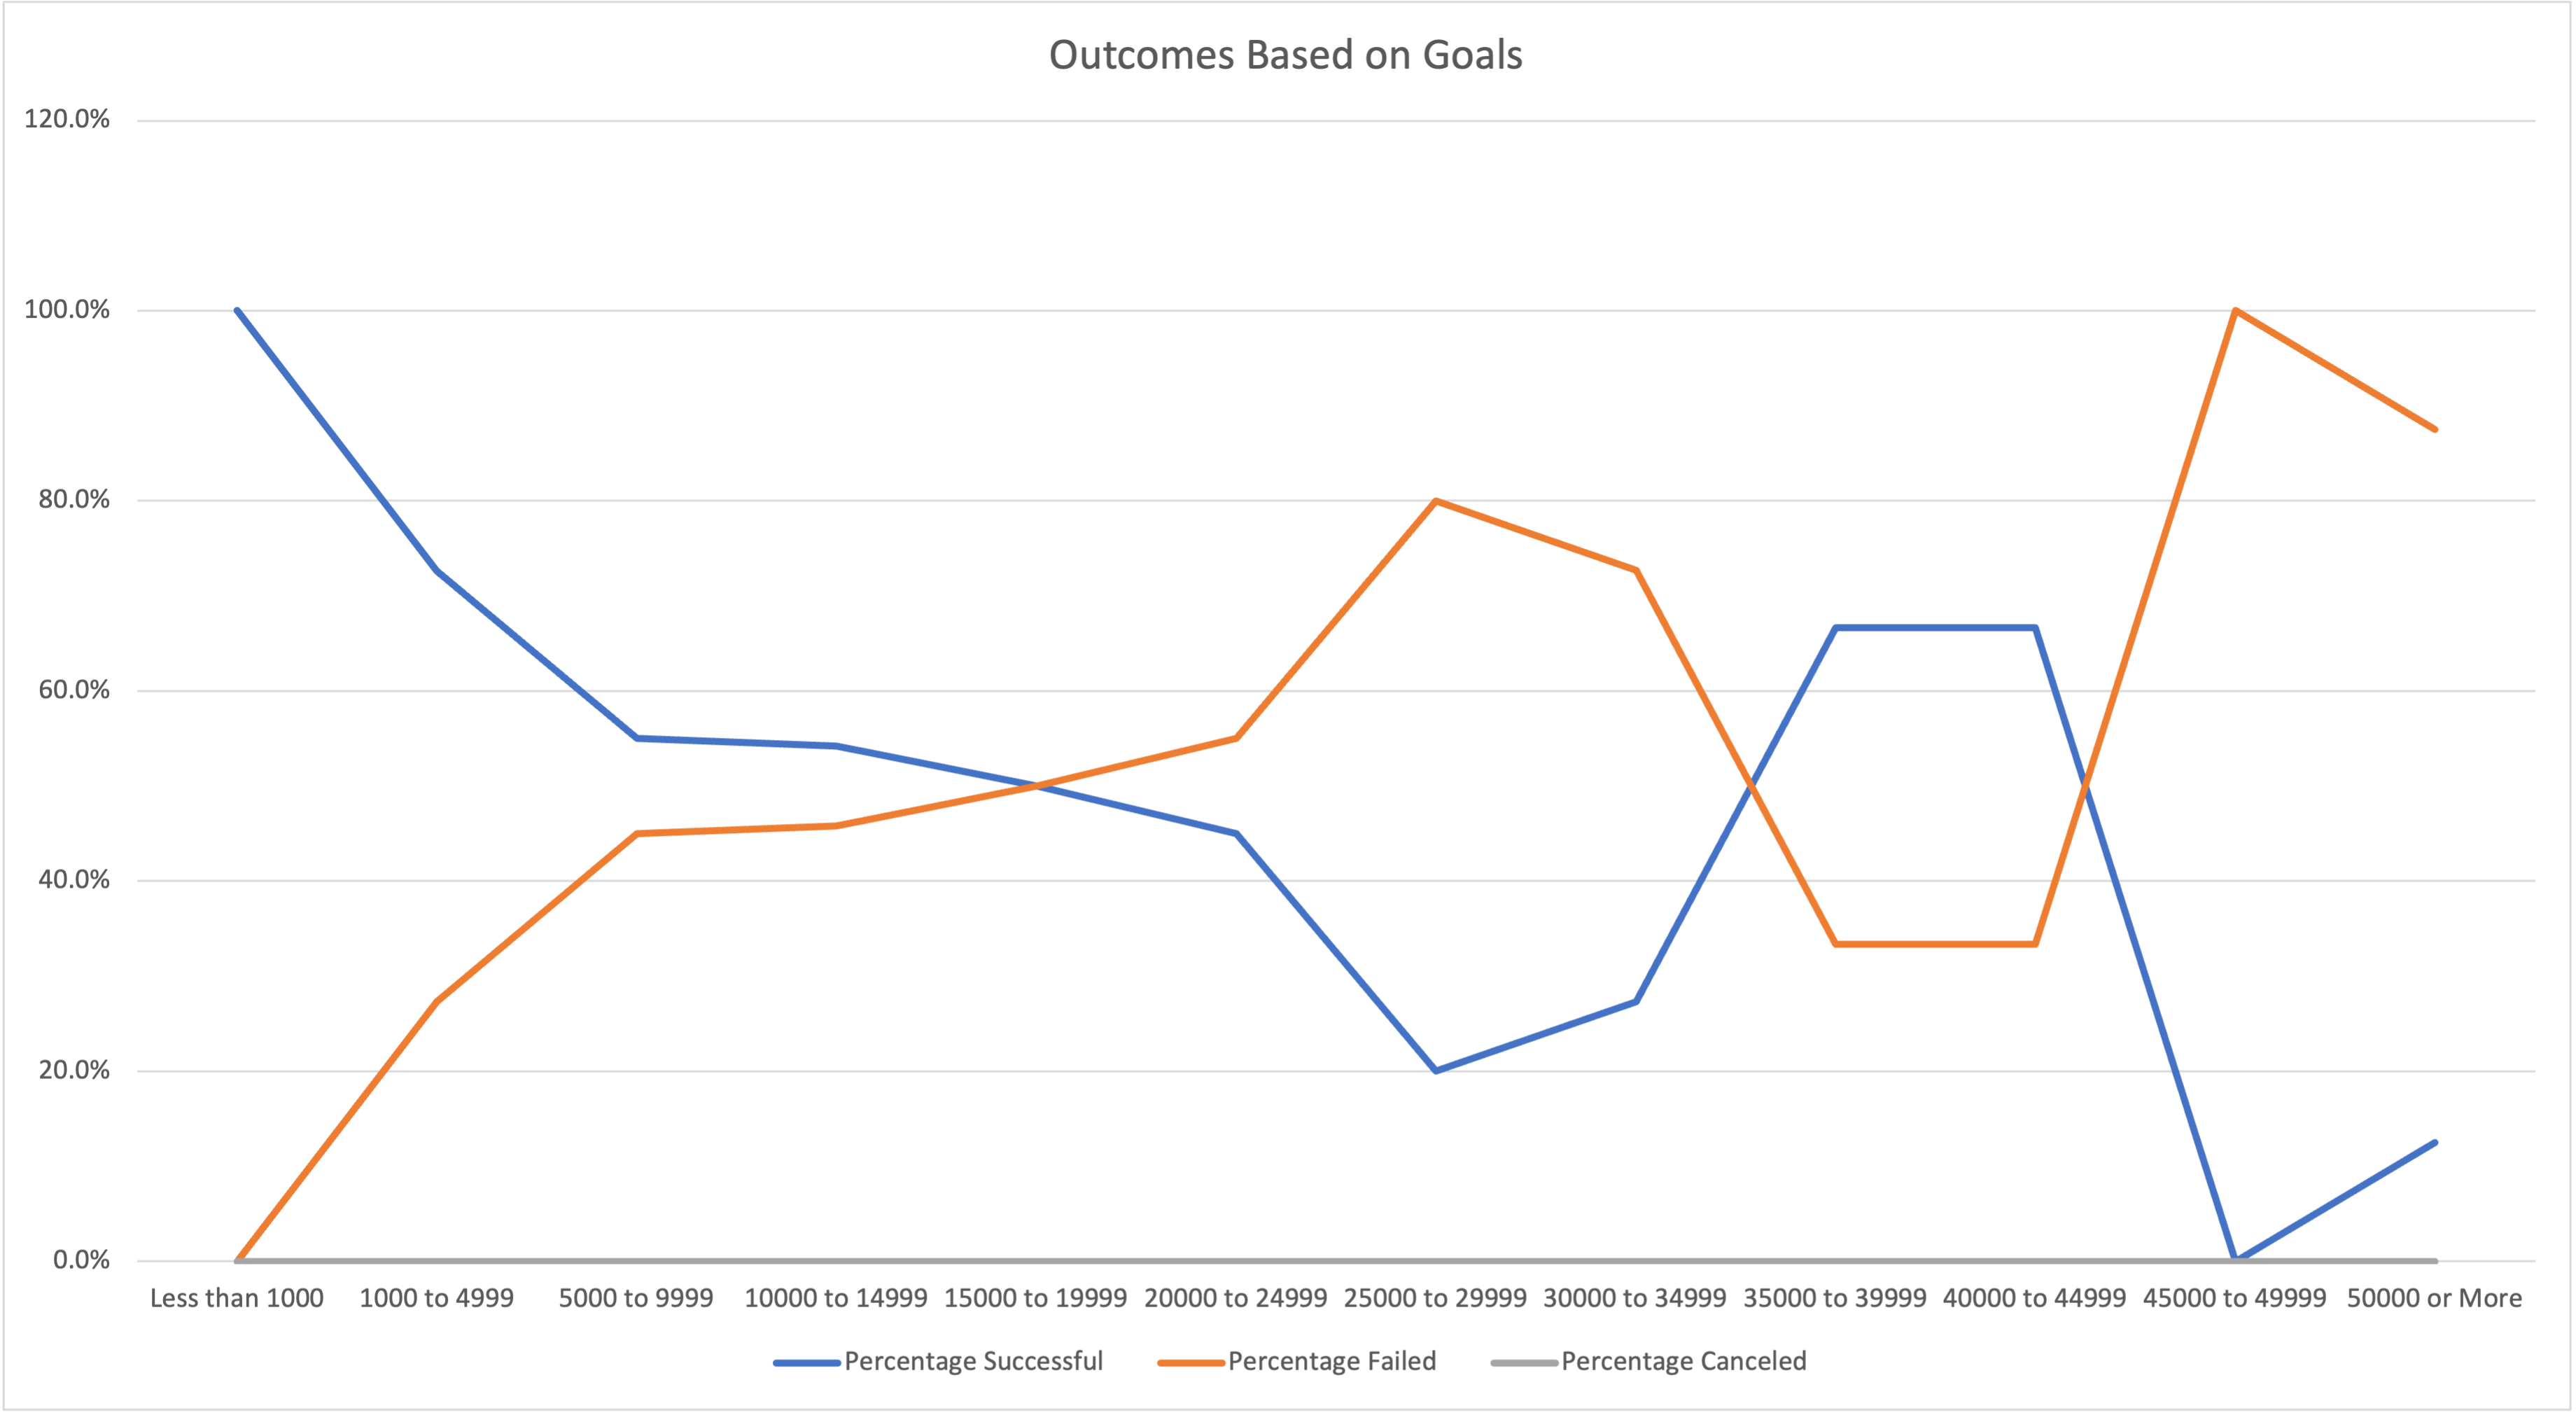 Outcomes Based on Goals
120.0%
100.0%
80.0%
60.0%
40.0%
20.0%
0.0%
Less than 1000 1000 to 4999 5000 to 9999 10000 to 14999 15000 to 19999 20000 to 24999 25000 to 29999 30000 to 34999 35000 to 39999 40000 to 44999 45000 to 49999 50000 or More
Percentage Successful Percentage Failed Percentage Canceled